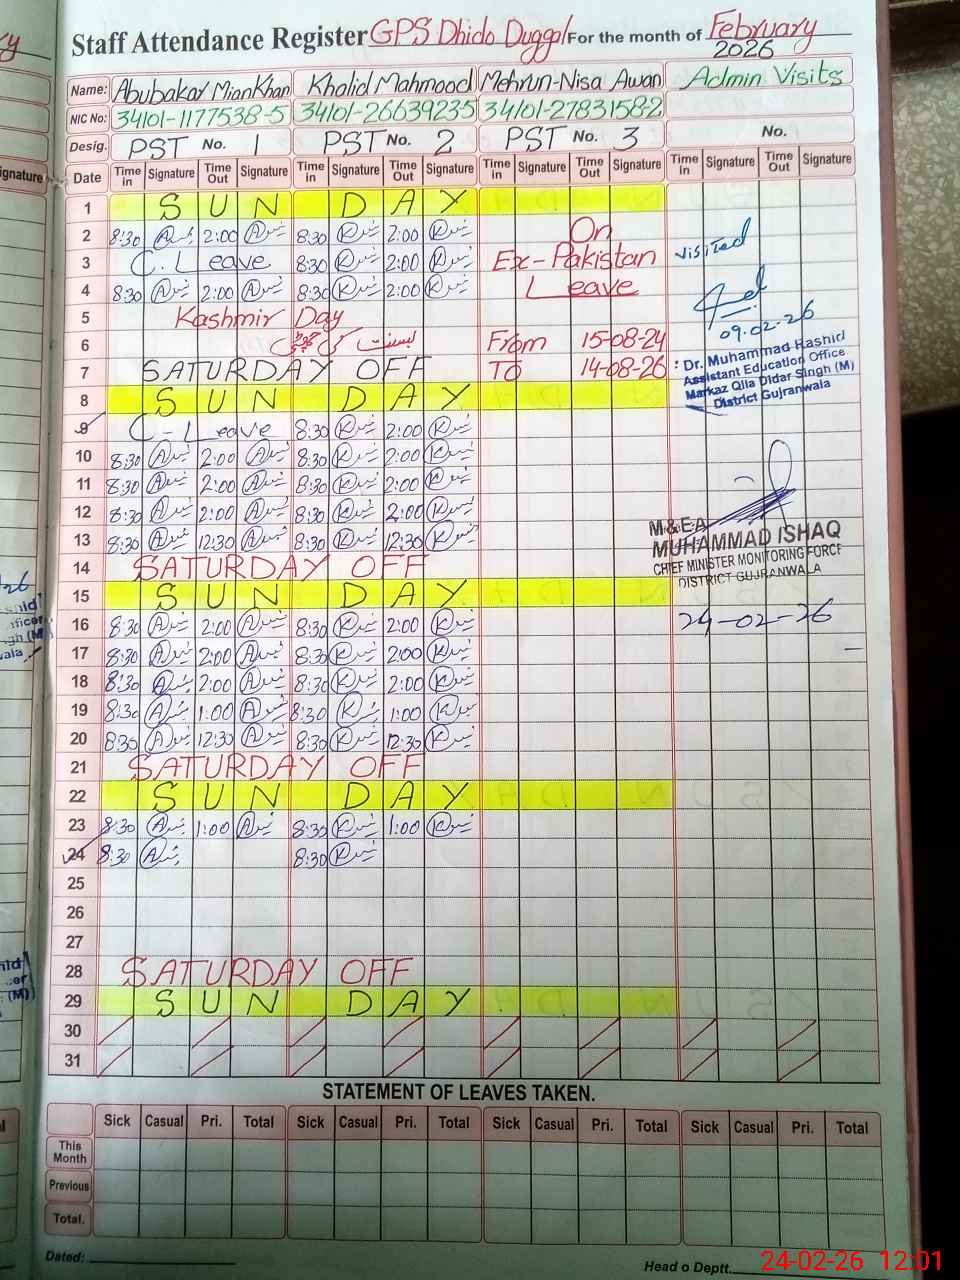 Staff Attendance Register GPS Dhido Duggal For the month of February 2026
Name: Abubakar Mian Khan Khalid Mahmood Mehrun-Nisa Awan Admin Visits
NIC No: 34101-1177538-5 34101-26639235 34101-2783158-2
Desig. PST No. 1 PST No. 2 PST No. 3 No.
Date Time in Signature Time Out Signature Time in Signature Time Out Signature Time in Signature Time Out Signature Time in Signature Time Out Signature
1 SUNDAY
2 8:30 2:00 8:30 2:00 On
3 C. Leave 8:30 2:00 Ex-Pakistan visited
4 8:30 2:00 8:30 2:00 Leave
5 Kashmir Day 09-02-26
6 بسنت کی چھٹی From 15-08-24
7 SATURDAY OFF TO 14-08-26
Dr. Muhammad Rashid
Assistant Education Office
Markaz Qila Didar Singh (M)
District Gujranwala
8 SUNDAY
9 C-Leave 8:30 2:00
10 8:30 2:00 8:30 2:00
11 8:30 2:00 8:30 2:00
12 8:30 2:00 8:30 2:00
13 8:30 12:30 8:30 12:30
M&EA
MUHAMMAD ISHAQ
CHIEF MINISTER MONITORING FORCE
DISTRICT GUJRANWALA
14 SATURDAY OFF
15 SUNDAY
16 8:30 2:00 8:30 2:00 24-02-26
17 8:30 2:00 8:30 2:00
18 8:30 2:00 8:30 2:00
19 8:30 1:00 8:30 1:00
20 8:30 12:30 8:30 12:30
21 SATURDAY OFF
22 SUNDAY
23 8:30 1:00 8:30 1:00
24 8:30 8:30
25
26
27
28 SATURDAY OFF
29 SUNDAY
30
31
STATEMENT OF LEAVES TAKEN.
Sick Casual Pri. Total Sick Casual Pri. Total Sick Casual Pri. Total Sick Casual Pri. Total
This Month
Previous
Total.
Dated:
Head o Deptt.
24-02-26 12:01